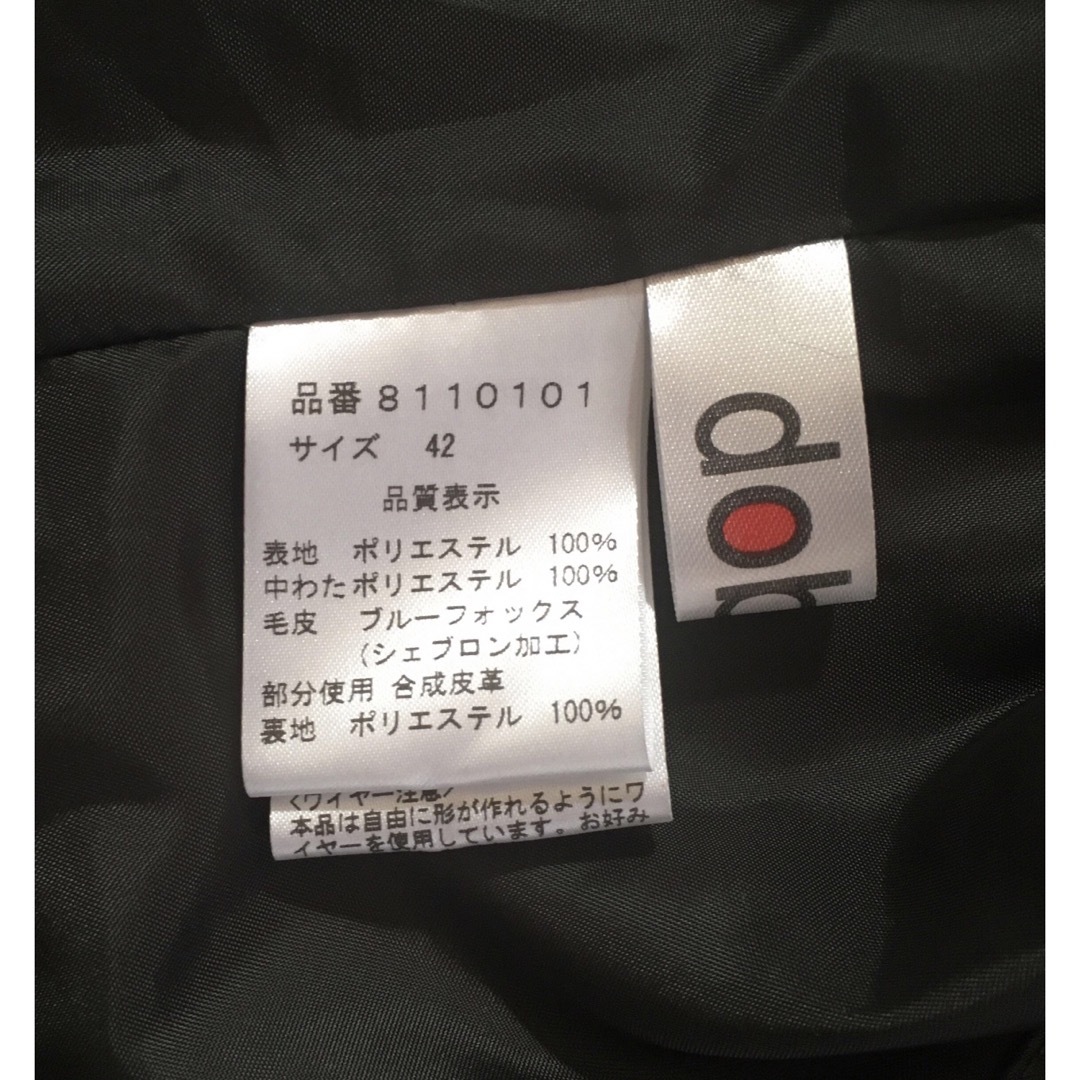 品番 8110101
サイズ 42
品質表示
表地 ポリエステル 100%
中わた ポリエステル 100%
毛皮 ブルーフォックス
(シェブロン加工)
部分使用 合成皮革
裏地 ポリエステル 100%
<ワイヤー注意>
本品は自由に形が作れるようにワ
イヤーを使用しています。お好み
dob